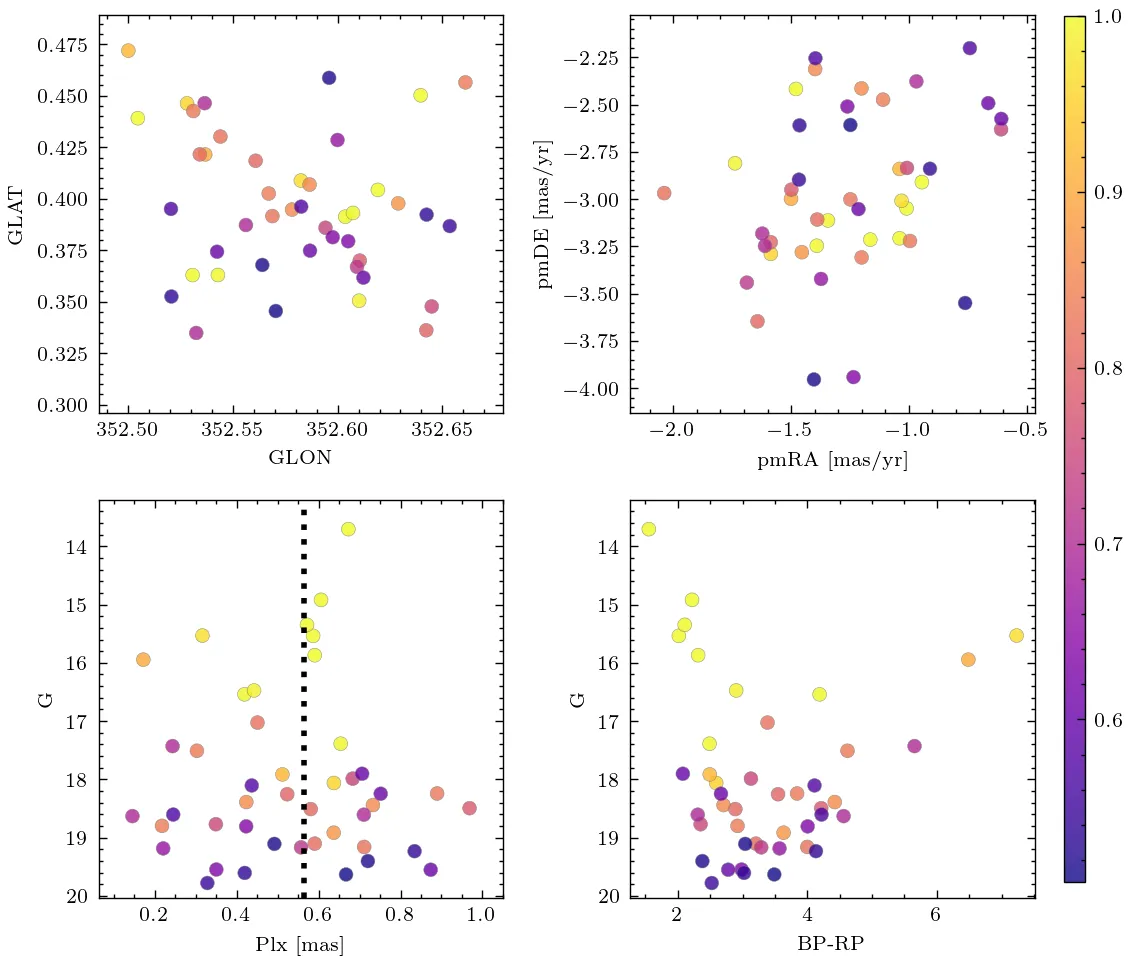 0.475
0.450
0.425
0.400
0.375
0.350
0.325
0.300
GLAT
352.50 352.55 352.60 352.65
GLON
−2.25
−2.50
−2.75
−3.00
−3.25
−3.50
−3.75
−4.00
pmDE [mas/yr]
−2.0 −1.5 −1.0 −0.5
pmRA [mas/yr]
1.0
0.9
0.8
0.7
0.6
14
15
16
17
18
19
20
G
0.2 0.4 0.6 0.8 1.0
Plx [mas]
14
15
16
17
18
19
20
G
2 4 6
BP-RP